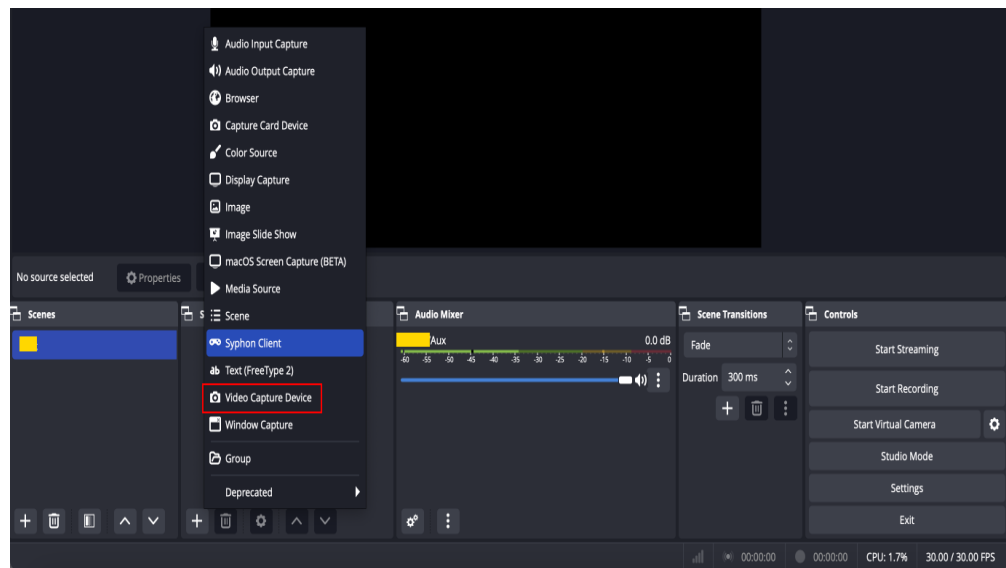 Audio Input Capture
Audio Output Capture
Browser
Capture Card Device
Color Source
Display Capture
Image
Image Slide Show
macOS Screen Capture (BETA)
Media Source
Scene
Syphon Client
ab Text (FreeType 2)
Video Capture Device
Window Capture
Group
Deprecated
No source selected
Properties
Scenes
S
Audio Mixer
Aux 0.0 dB
-60 -55 -50 -45 -40 -35 -30 -25 -20 -15 -10 -5 0
Scene Transitions
Fade
Duration 300 ms
Controls
Start Streaming
Start Recording
Start Virtual Camera
Studio Mode
Settings
Exit
00:00:00 00:00:00 CPU: 1.7% 30.00 / 30.00 FPS